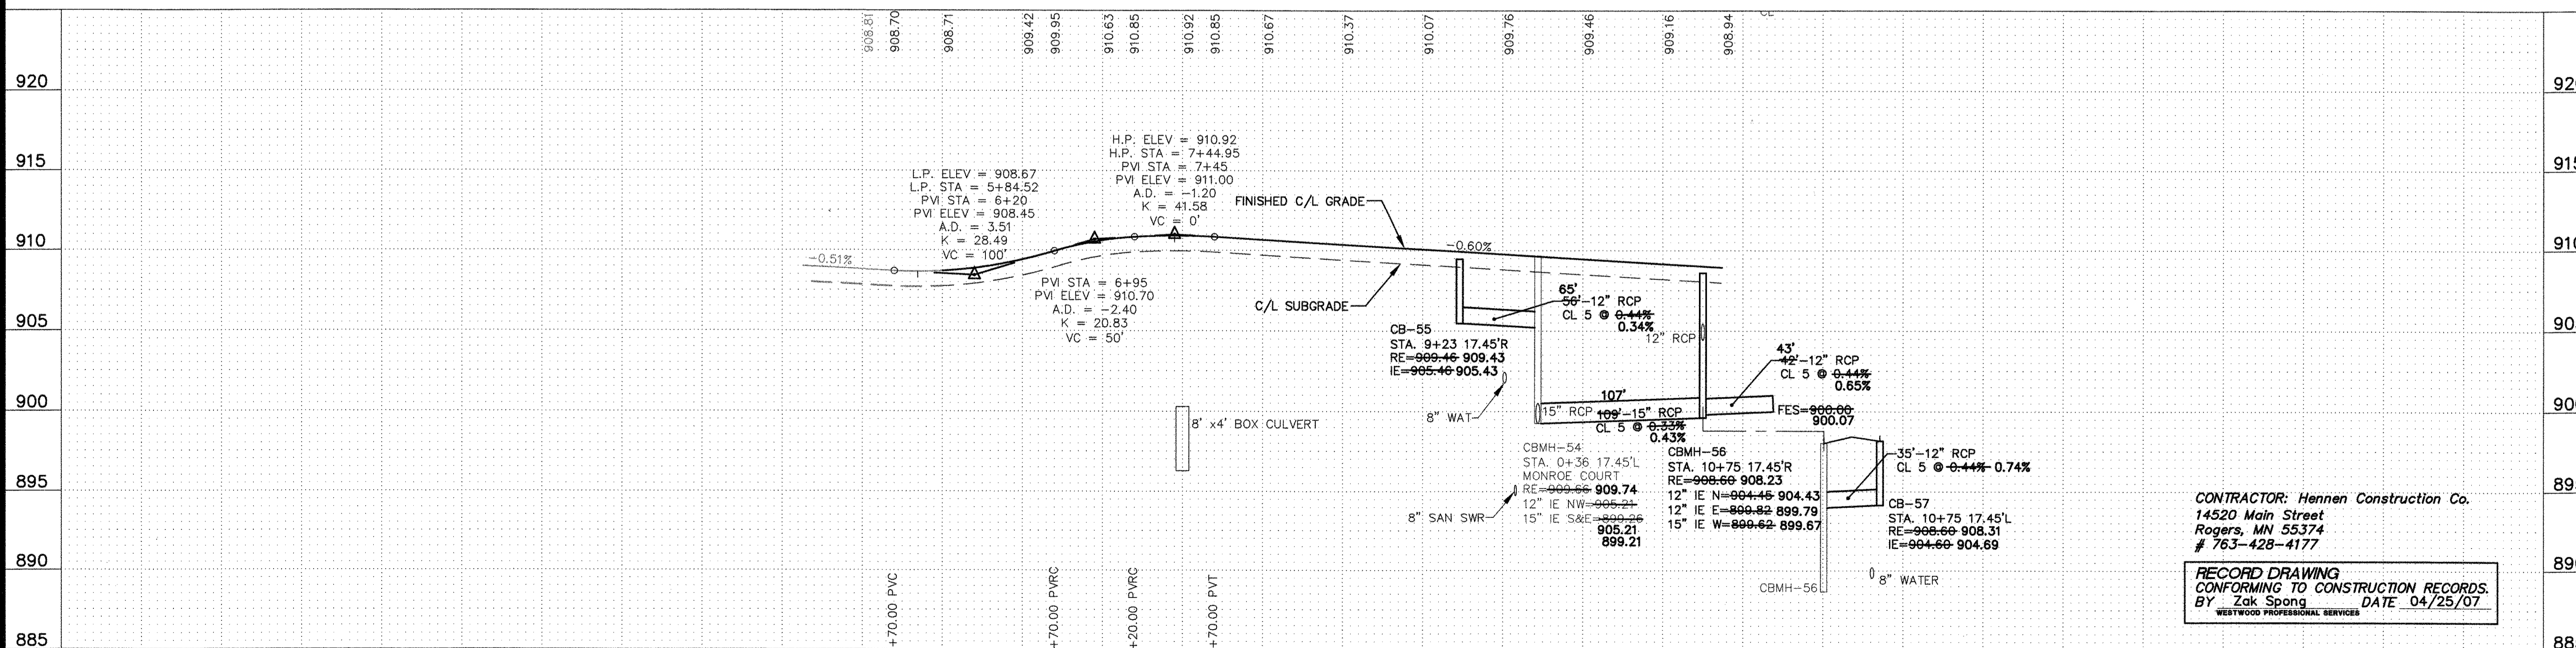 908.81
908.70
908.71
909.42
909.95
910.63
910.85
910.92
910.85
910.67
910.37
910.07
909.76
909.46
909.16
908.94
920
915
910
905
900
895
890
885
-0.51%
L.P. ELEV = 908.67
L.P. STA = 5+84.52
PVI STA = 6+20
PVI ELEV = 908.45
A.D. = 3.51
K = 28.49
VC = 100'
H.P. ELEV = 910.92
H.P. STA = 7+44.95
PVI STA = 7+45
PVI ELEV = 911.00
A.D. = -1.20
K = 41.58
VC = 0'
PVI STA = 6+95
PVI ELEV = 910.70
A.D. = -2.40
K = 20.83
VC = 50'
FINISHED C/L GRADE
-0.60%
C/L SUBGRADE
65'
56'-12" RCP
CL 5 @ 0.44%
0.34%
CB-55
STA. 9+23 17.45'R
RE=909.46 909.43
IE=905.46 905.43
12" RCP
8" WAT
43'
42'-12" RCP
CL 5 @ 0.44%
0.65%
107'
15" RCP 109'-15" RCP
CL 5 @ 0.33%
0.43%
FES=900.00
900.07
8' x4' BOX CULVERT
CBMH-54
STA. 0+36 17.45'L
MONROE COURT
RE=909.66 909.74
12" IE NW=905.21
15" IE S&E=899.26
905.21
899.21
8" SAN SWR
CBMH-56
STA. 10+75 17.45'R
RE=908.60 908.23
12" IE N=904.45 904.43
12" IE E=899.82 899.79
15" IE W=899.62 899.67
35'-12" RCP
CL 5 @ 0.44% 0.74%
CB-57
STA. 10+75 17.45'L
RE=908.60 908.31
IE=904.60 904.69
CBMH-56
8" WATER
+70.00 PVC
+70.00 PVRC
+20.00 PVRC
+70.00 PVT
CONTRACTOR: Hennen Construction Co.
14520 Main Street
Rogers, MN 55374
# 763-428-4177
RECORD DRAWING
CONFORMING TO CONSTRUCTION RECORDS.
BY Zak Spong DATE 04/25/07
WESTWOOD PROFESSIONAL SERVICES